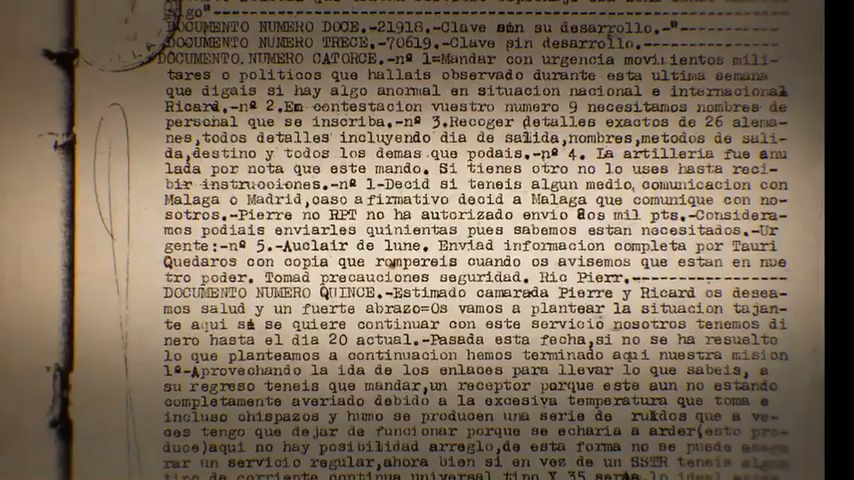 sigo"
DOCUMENTO NUMERO DOCE.-21918.-Clave sin su desarrollo.-"-----------
DOCUMENTO NUMERO TRECE.-70619.-Clave sin desarrollo.---------------
DOCUMENTO NUMERO CATORCE.-nº 1=Mandar con urgencia movimientos mili-
tares o politicos que hallais observado durante esta ultima semana
que digais si hay algo anormal en situacion nacional e internacional
Ricard.-nº 2.Em contestacion vuestro numero 9 necesitamos nombres de
personal que se inscriba.-nº 3.Recoger detalles exactos de 26 alema-
nes,todos detalles incluyendo dia de salida,nombres,metodos de sali-
da,destino y todos los demas que podais.-nº 4. La artilleria fue anu
lada por nota que este mando. Si tienes otro no lo uses hasta reci-
bir instrucciones.-nº 1-Decid si teneis algun medio, comunicacion con
Malaga o Madrid,caso afirmativo decid a Malaga que comunique con no-
sotros.-Pierre no RPT no ha autorizado envio dos mil pts.-Considera-
mos podiais enviarles quinientas pues sabemos estan necesitados.-Ur
gente:-nº 5.-Auclair de lune. Enviad informacion completa por Tauri
Quedaros con copia que rompereis cuando os avisemos que estan en nue
tro poder. Tomad precauciones seguridad. Ric Pierr.----------------
DOCUMENTO NUMERO QUINCE.-Estimado camarada Pierre y Ricard os desea-
mos salud y un fuerte abrazo=Os vamos a plantear la situacion tajan-
te aqui si se quiere continuar con este servicio nosotros tenemos di
nero hasta el dia 20 actual.-Pasada esta fecha,si no se ha resuelto
lo que planteamos a continuacion hemos terminado aqui nuestra mision
1º-Aprovechando la ida de los enlaces para llevar lo que sabeis, a
su regreso teneis que mandar,un receptor porque este aun no estando
completamente averiado debido a la excesiva temperatura que toma e
incluso chispazos y humo se producen una serie de ruidos que a ve-
ces tengo que dejar de funcionar porque se echaria a arder(esto pro-
duce)aqui no hay posibilidad arreglo,de esta forma no se puede asegu
rar un servicio regular,ahora bien si en vez de un SSTR teneis algun
tipo de corriente continua universal tipo Y 35 seria lo ideal